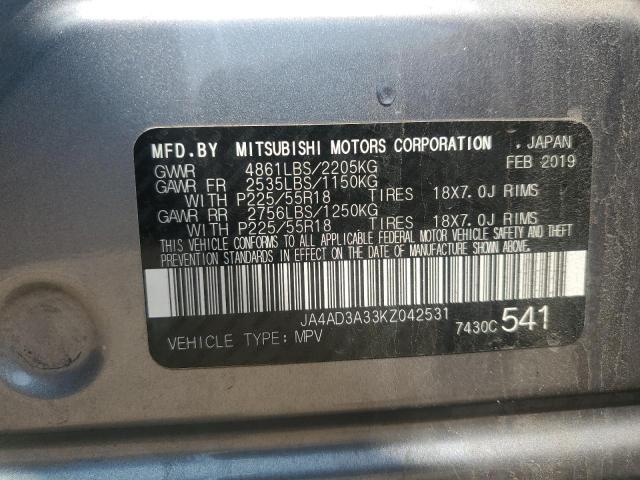 MFD.BY MITSUBISHI MOTORS CORPORATION , JAPAN
GVWR 4861LBS/2205KG FEB 2019
GAWR FR 2535LBS/1150KG
WITH P225/55R18 TIRES 18X7.0J RIMS
GAWR RR 2756LBS/1250KG
WITH P225/55R18 TIRES 18X7.0J RIMS
THIS VEHICLE CONFORMS TO ALL APPLICABLE FEDERAL MOTOR VEHICLE SAFETY AND THEFT
PREVENTION STANDARDS IN EFFECT ON THE DATE OF MANUFACTURE SHOWN ABOVE.
JA4AD3A33KZ042531
VEHICLE TYPE: MPV 7430C 541